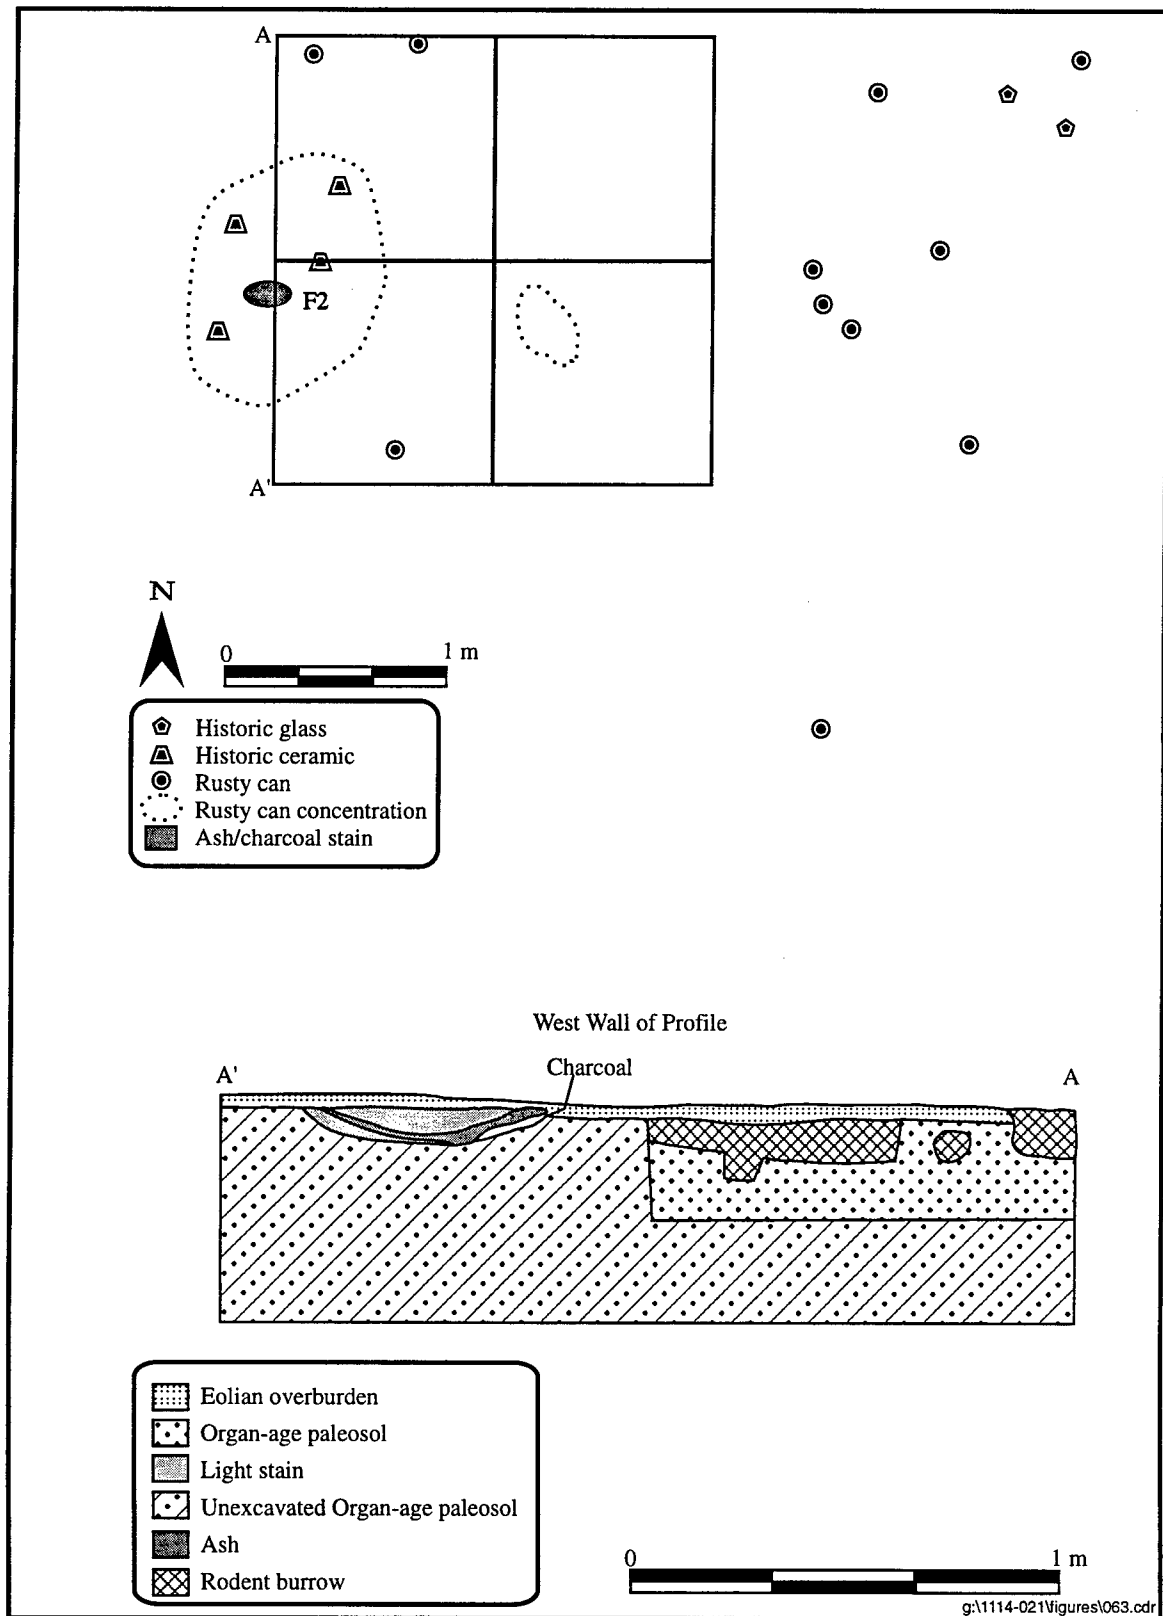 A
F2
A'
N
0 1 m
Historic glass
Historic ceramic
Rusty can
Rusty can concentration
Ash/charcoal stain
West Wall of Profile
Charcoal
A' A
Eolian overburden
Organ-age paleosol
Light stain
Unexcavated Organ-age paleosol
Ash
Rodent burrow
0 1 m
g:\1114-021\figures\063.cdr